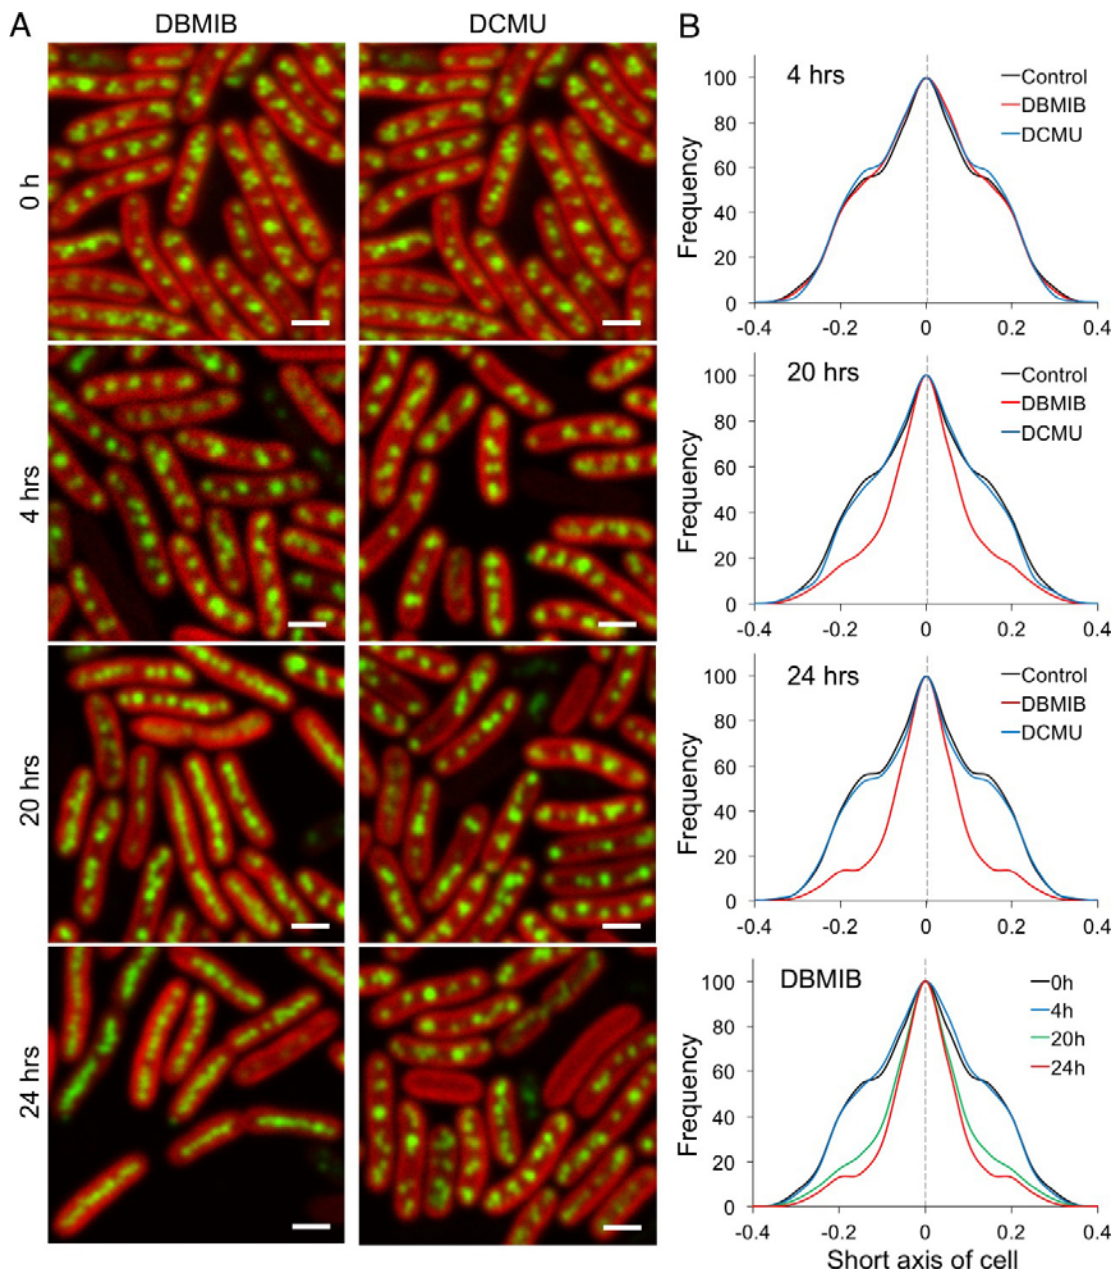 A
DBMIB
DCMU
0 h
4 hrs
20 hrs
24 hrs
B
4 hrs
Control
DBMIB
DCMU
Frequency
100
80
60
40
20
0
-0.4
-0.2
0
0.2
0.4
20 hrs
Control
DBMIB
DCMU
Frequency
100
80
60
40
20
0
-0.4
-0.2
0
0.2
0.4
24 hrs
Control
DBMIB
DCMU
Frequency
100
80
60
40
20
0
-0.4
-0.2
0
0.2
0.4
DBMIB
0h
4h
20h
24h
Frequency
100
80
60
40
20
0
-0.4
-0.2
0
0.2
0.4
Short axis of cell